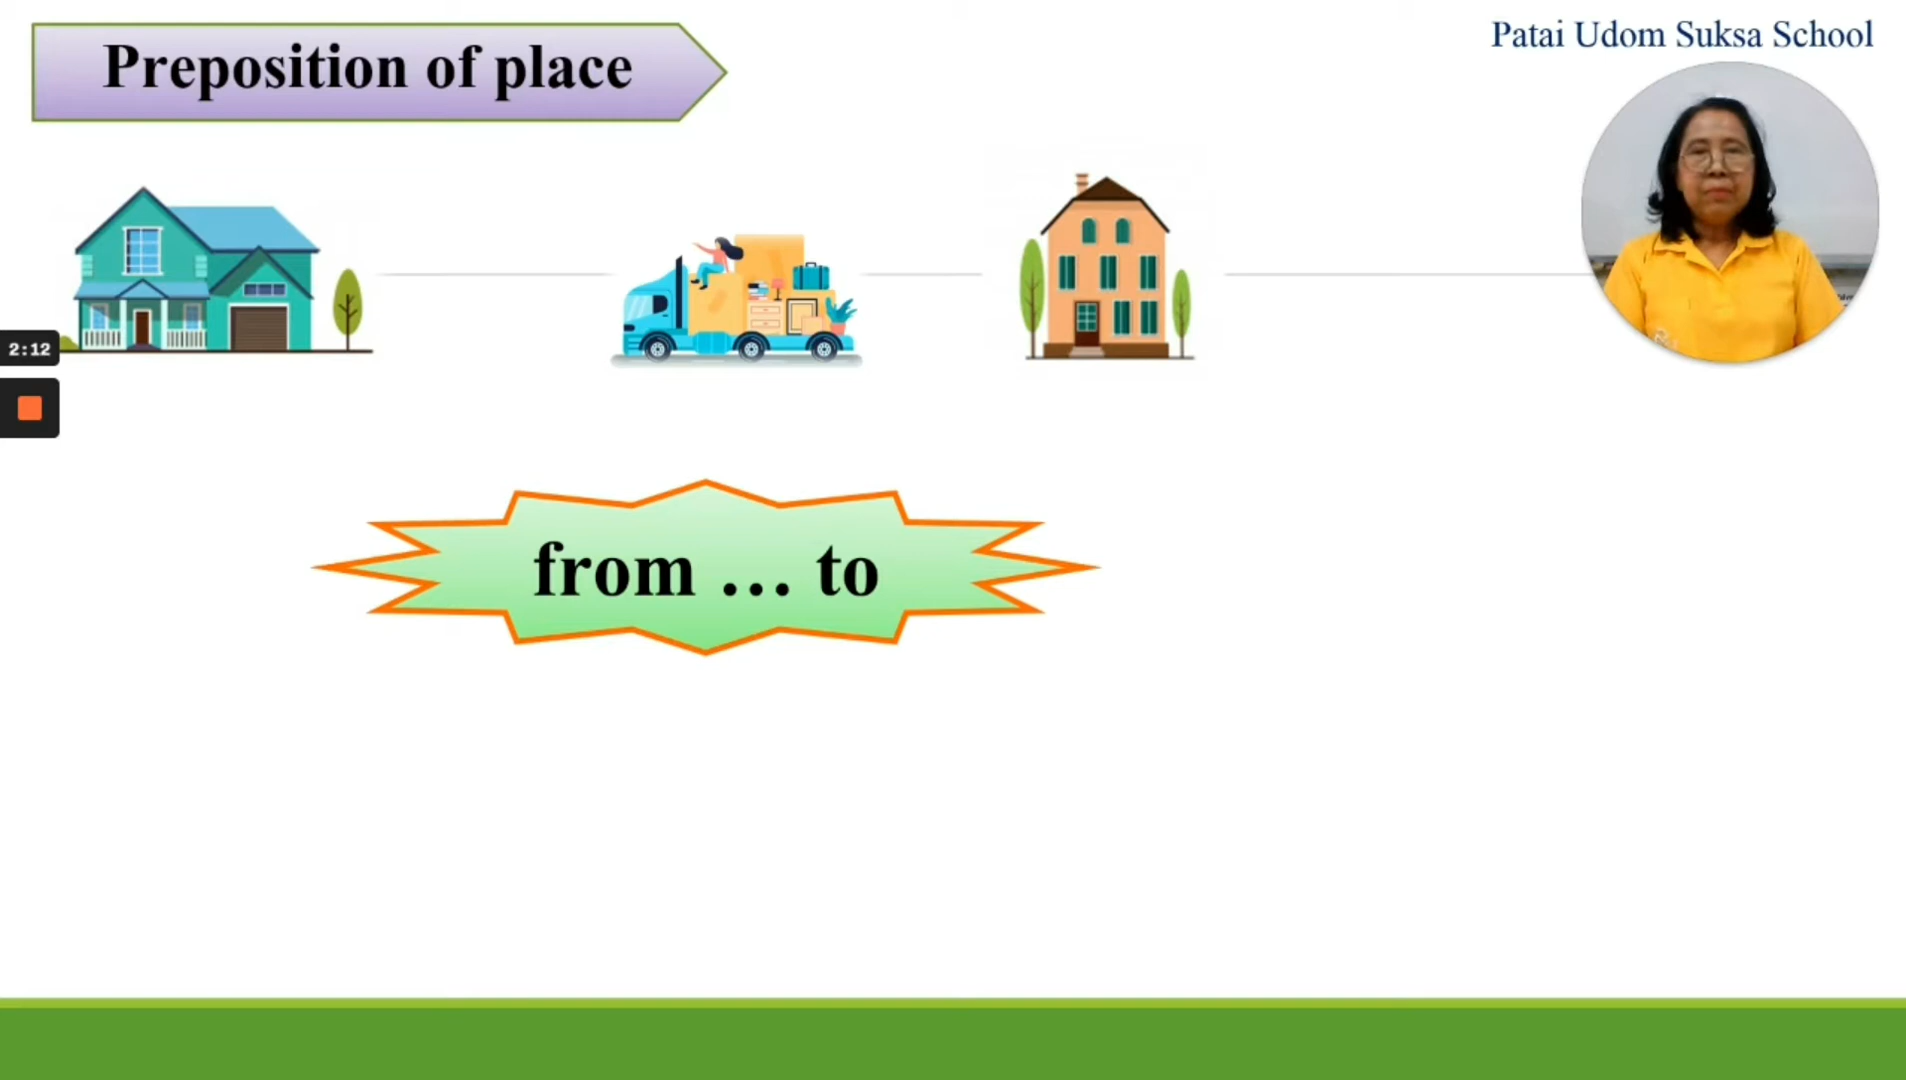 Preposition of place
Patai Udom Suksa School
2:12
from … to